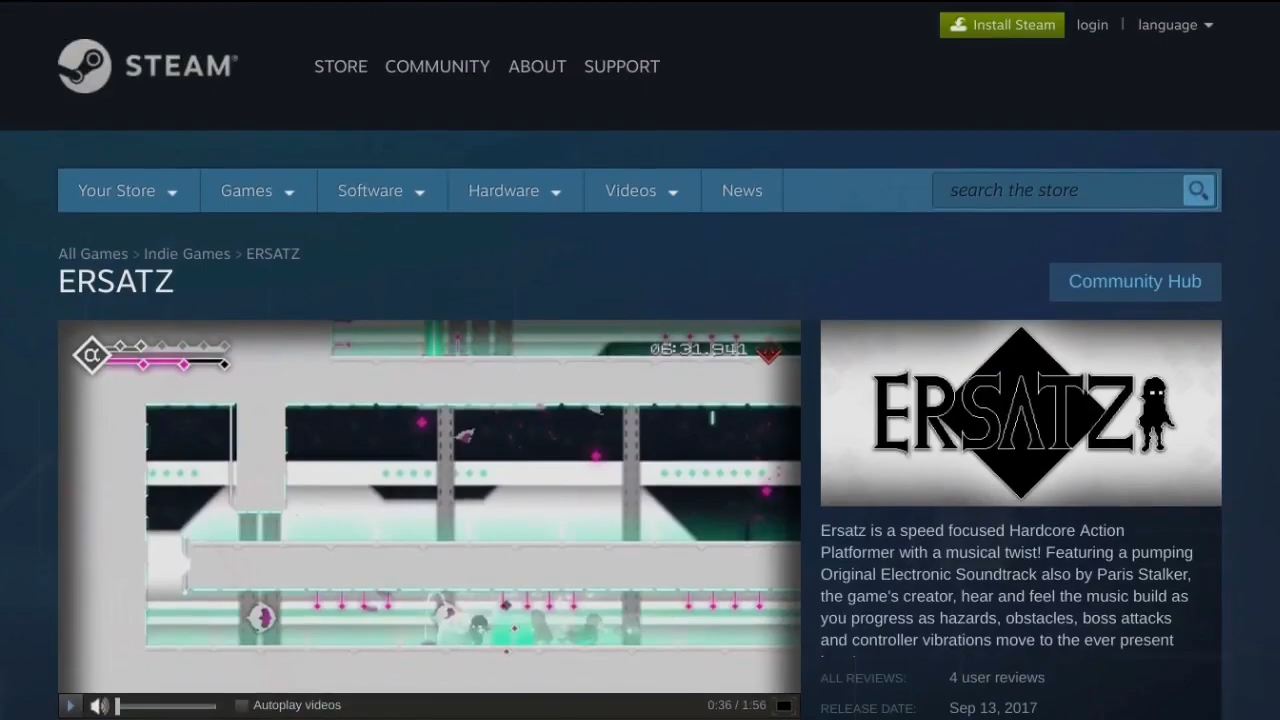 Install Steam login | language
STEAM®
STORE COMMUNITY ABOUT SUPPORT
Your Store Games Software Hardware Videos News search the store
All Games > Indie Games > ERSATZ
ERSATZ
Community Hub
α
06:31.941
ERSATZ
Ersatz is a speed focused Hardcore Action
Platformer with a musical twist! Featuring a pumping
Original Electronic Soundtrack also by Paris Stalker,
the game's creator, hear and feel the music build as
you progress as hazards, obstacles, boss attacks
and controller vibrations move to the ever present
ALL REVIEWS: 4 user reviews
RELEASE DATE: Sep 13, 2017
Autoplay videos 0:36 / 1:56